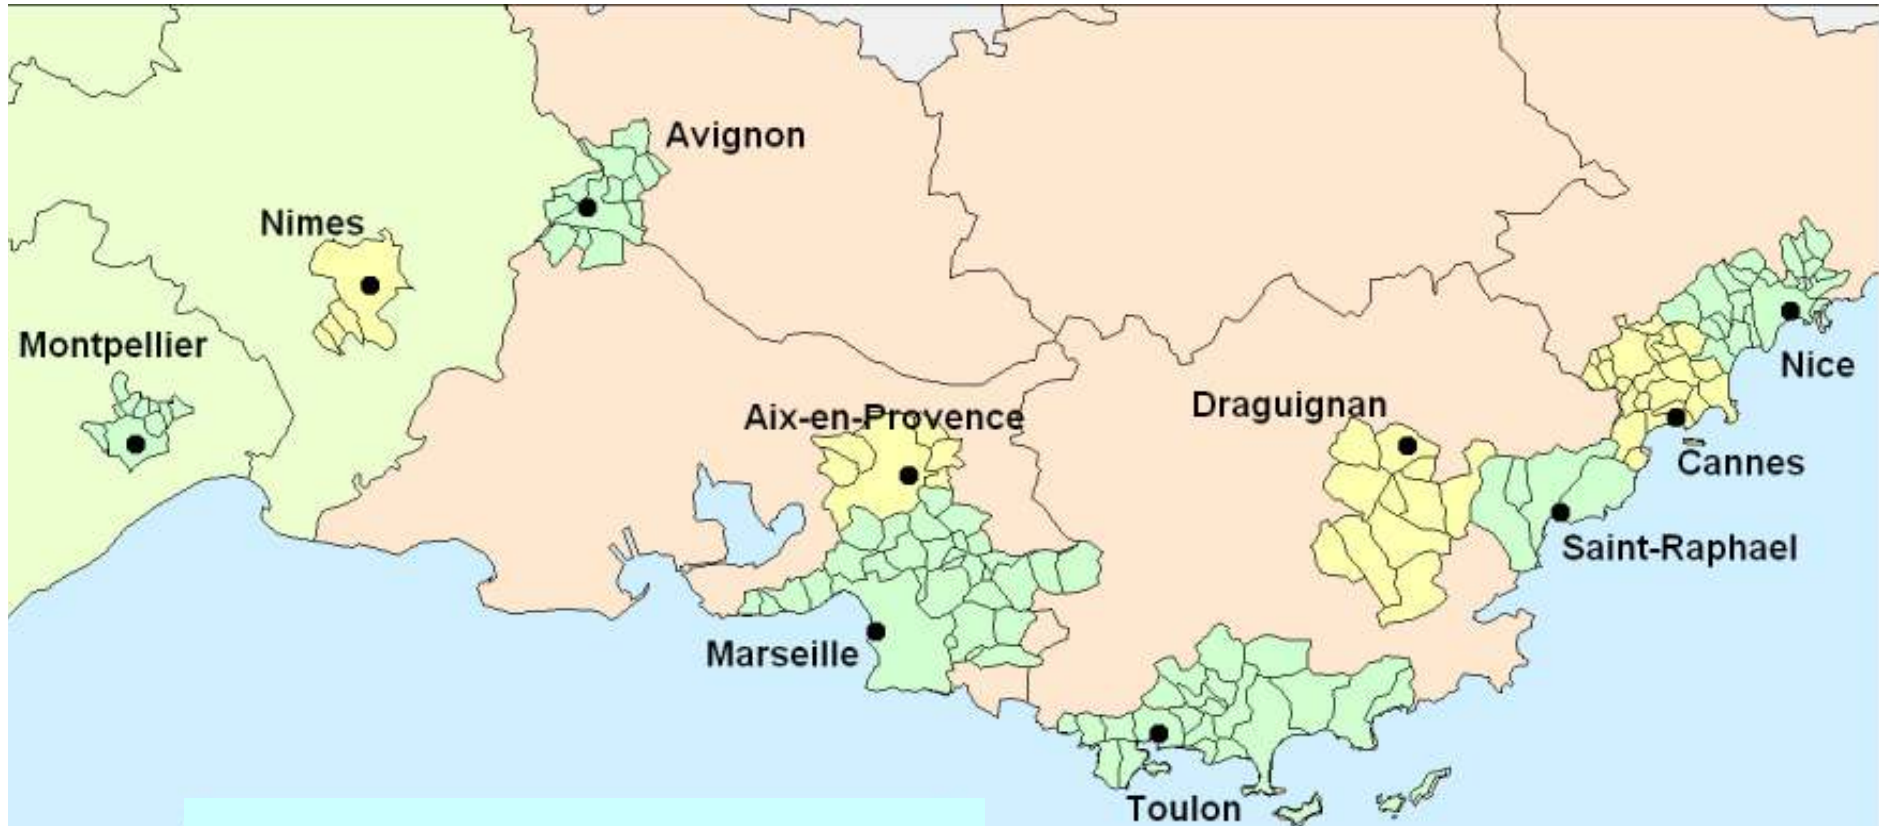 Avignon
Nimes
Montpellier
Nice
Aix-en-Provence
Draguignan
Cannes
Saint-Raphael
Marseille
Toulon